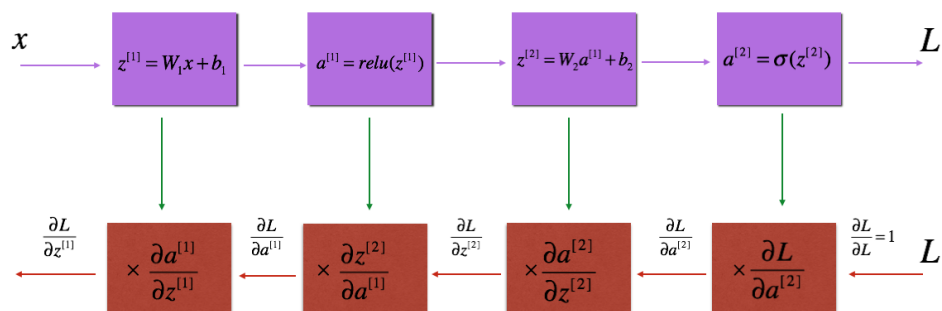 x
z^{[1]} = W_1 x + b_1
a^{[1]} = relu(z^{[1]})
z^{[2]} = W_2 a^{[1]} + b_2
a^{[2]} = σ(z^{[2]})
L
∂L/∂z^{[1]}
× ∂a^{[1]}/∂z^{[1]}
∂L/∂a^{[1]}
× ∂z^{[2]}/∂a^{[1]}
∂L/∂z^{[2]}
× ∂a^{[2]}/∂z^{[2]}
∂L/∂a^{[2]}
× ∂L/∂a^{[2]}
∂L/∂L = 1
L